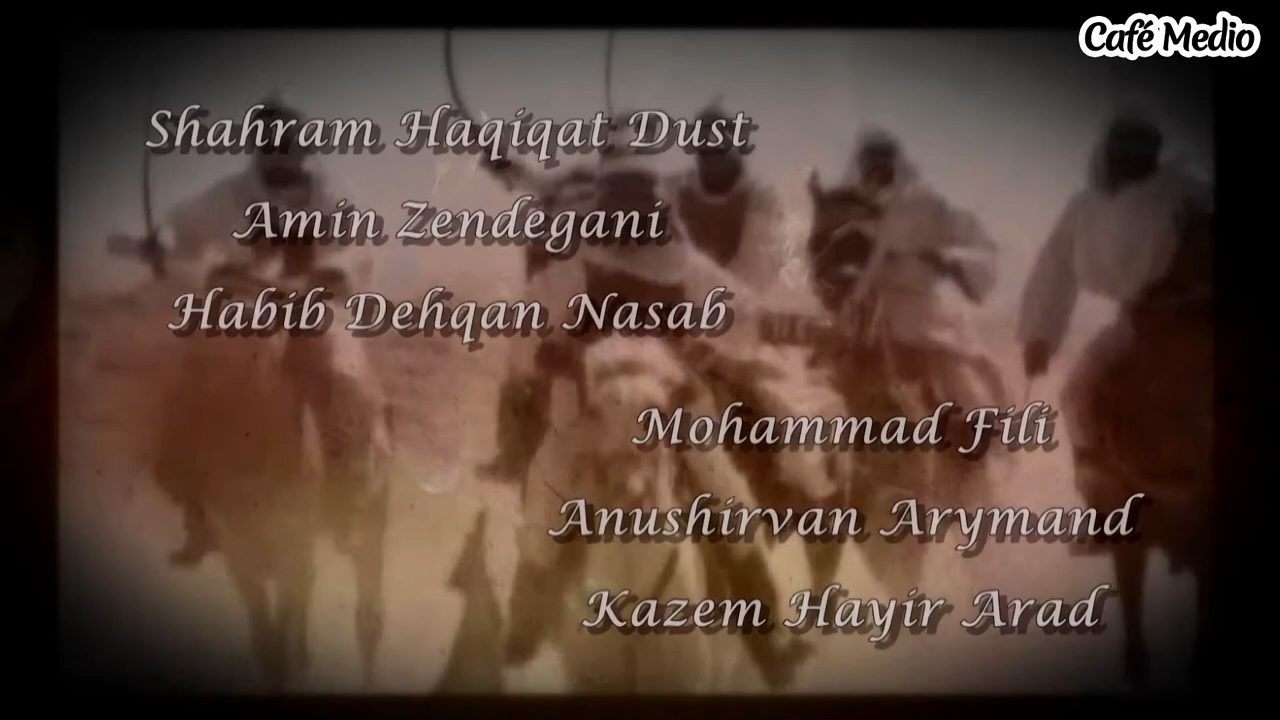 Café Medio
Shahram Haqiqat Dust
Amin Zendegani
Habib Dehqan Nasab
Mohammad Fili
Anushirvan Arymand
Kazem Hayir Arad